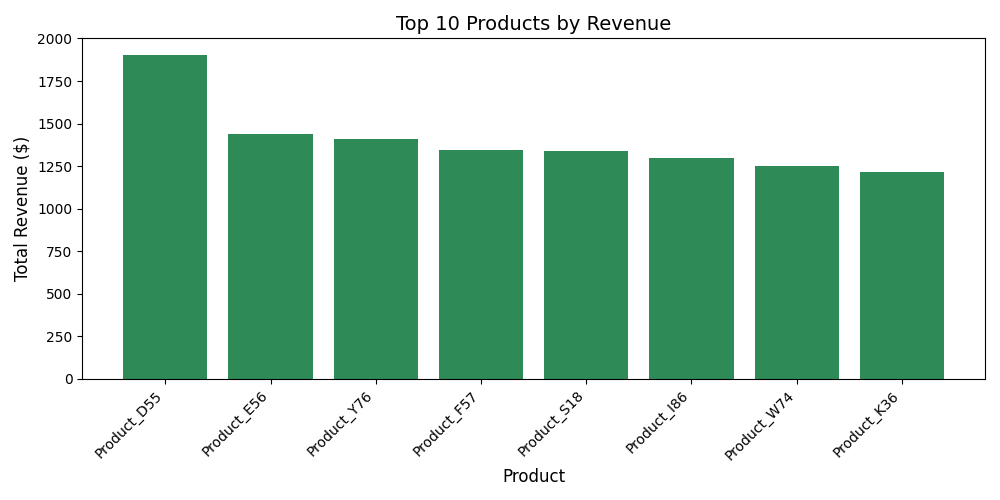 Top 10 Products by Revenue
Total Revenue ($)
2000
1750
1500
1250
1000
750
500
250
0
Product_D55
Product_E56
Product_Y76
Product_F57
Product_S18
Product_I86
Product_W74
Product_K36
Product